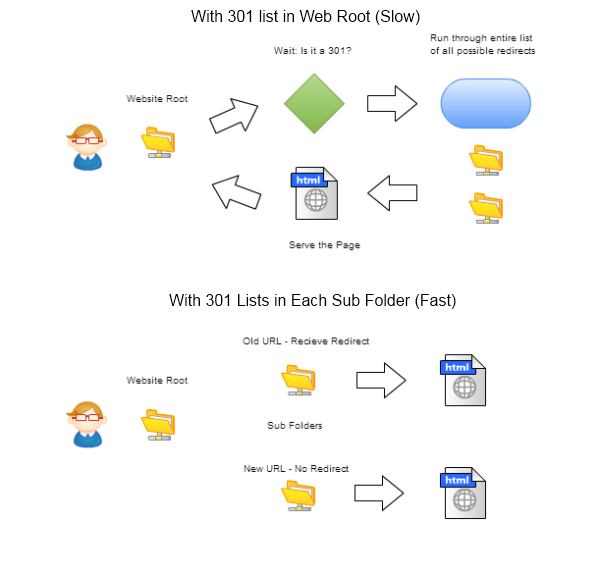 With 301 list in Web Root (Slow)
Run through entire list
of all possible redirects
Wait: Is it a 301?
Website Root
html
Serve the Page
With 301 Lists in Each Sub Folder (Fast)
Old URL - Recieve Redirect
html
Website Root
Sub Folders
New URL - No Redirect
html